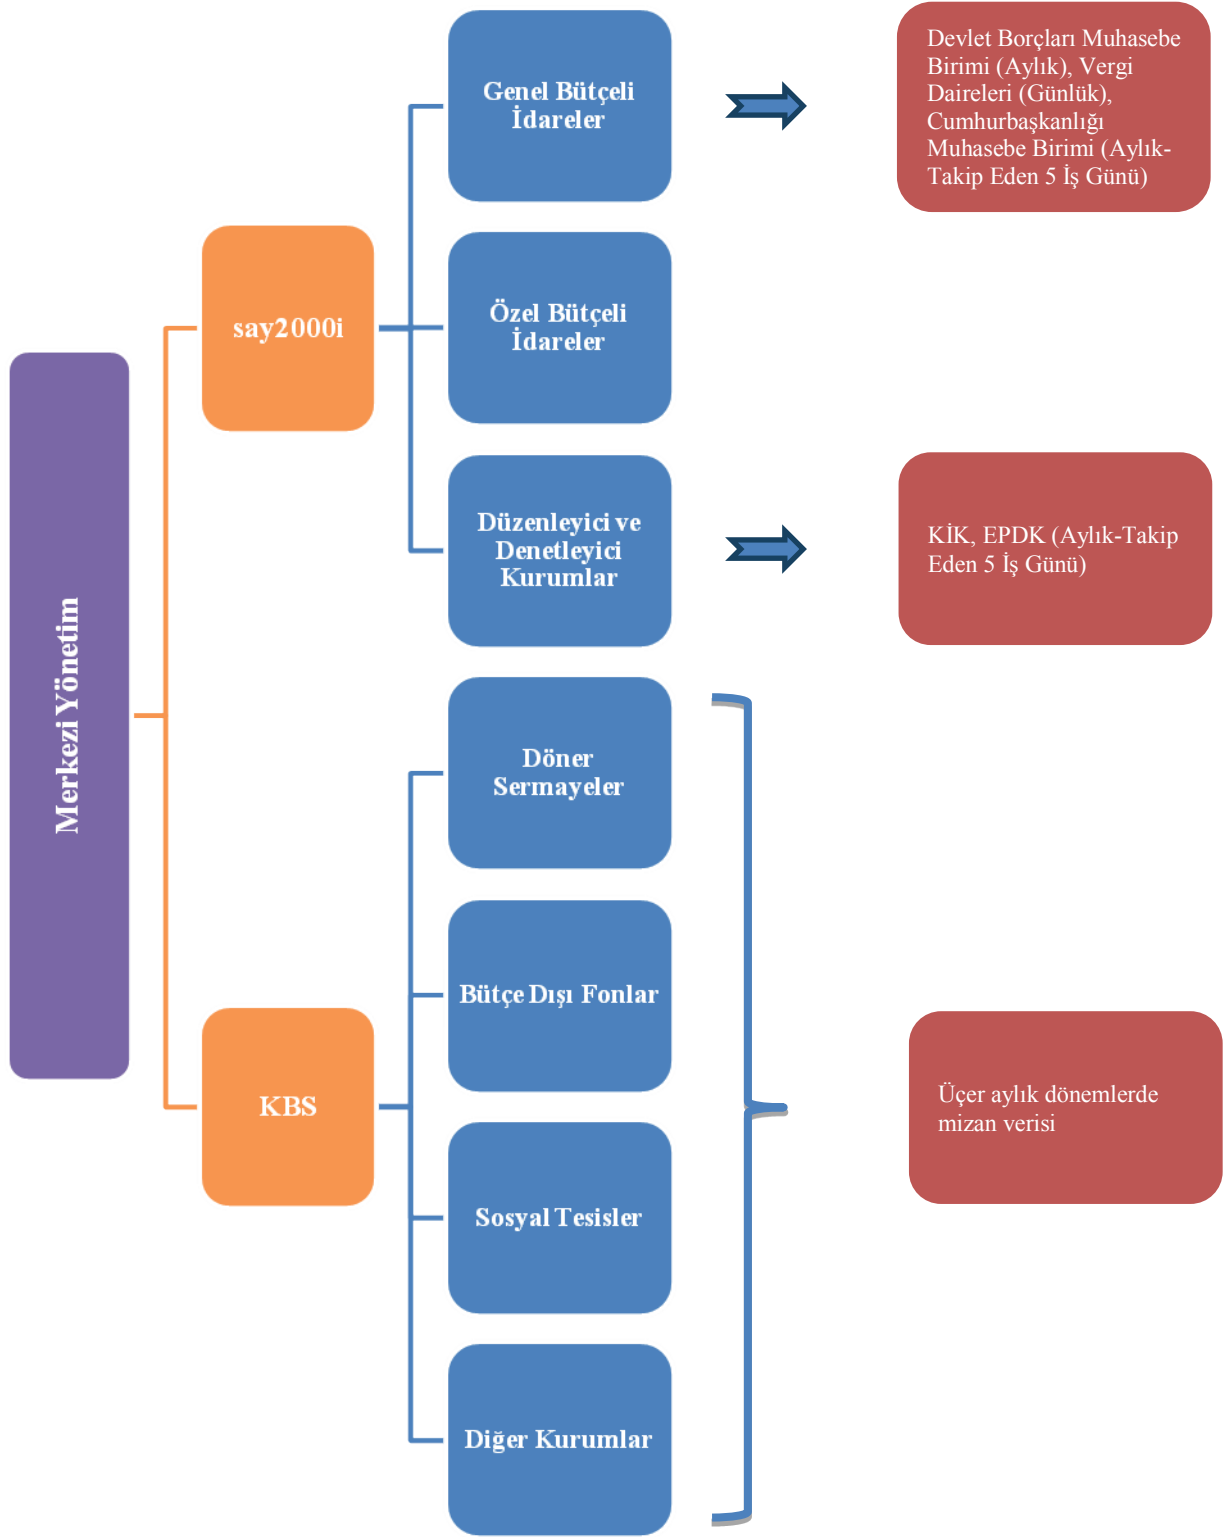 Merkezi Yönetim
say2000i
Genel Bütçeli
İdareler
Devlet Borçları Muhasebe
Birimi (Aylık), Vergi
Daireleri (Günlük),
Cumhurbaşkanlığı
Muhasebe Birimi (Aylık-
Takip Eden 5 İş Günü)
Özel Bütçeli
İdareler
Düzenleyici ve
Denetleyici
Kurumlar
KİK, EPDK (Aylık-Takip
Eden 5 İş Günü)
KBS
Döner
Sermayeler
Bütçe Dışı Fonlar
Sosyal Tesisler
Diğer Kurumlar
Üçer aylık dönemlerde
mizan verisi